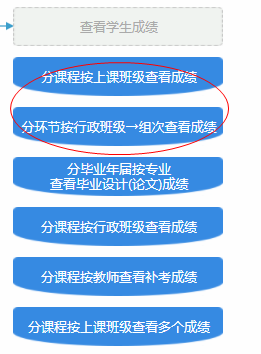 查看学生成绩
分课程按上课班级查看成绩
分环节按行政班级→组次查看成绩
分毕业年届按专业
查看毕业设计(论文)成绩
分课程按行政班级查看成绩
分课程按教师查看补考成绩
分课程按上课班级查看多个成绩